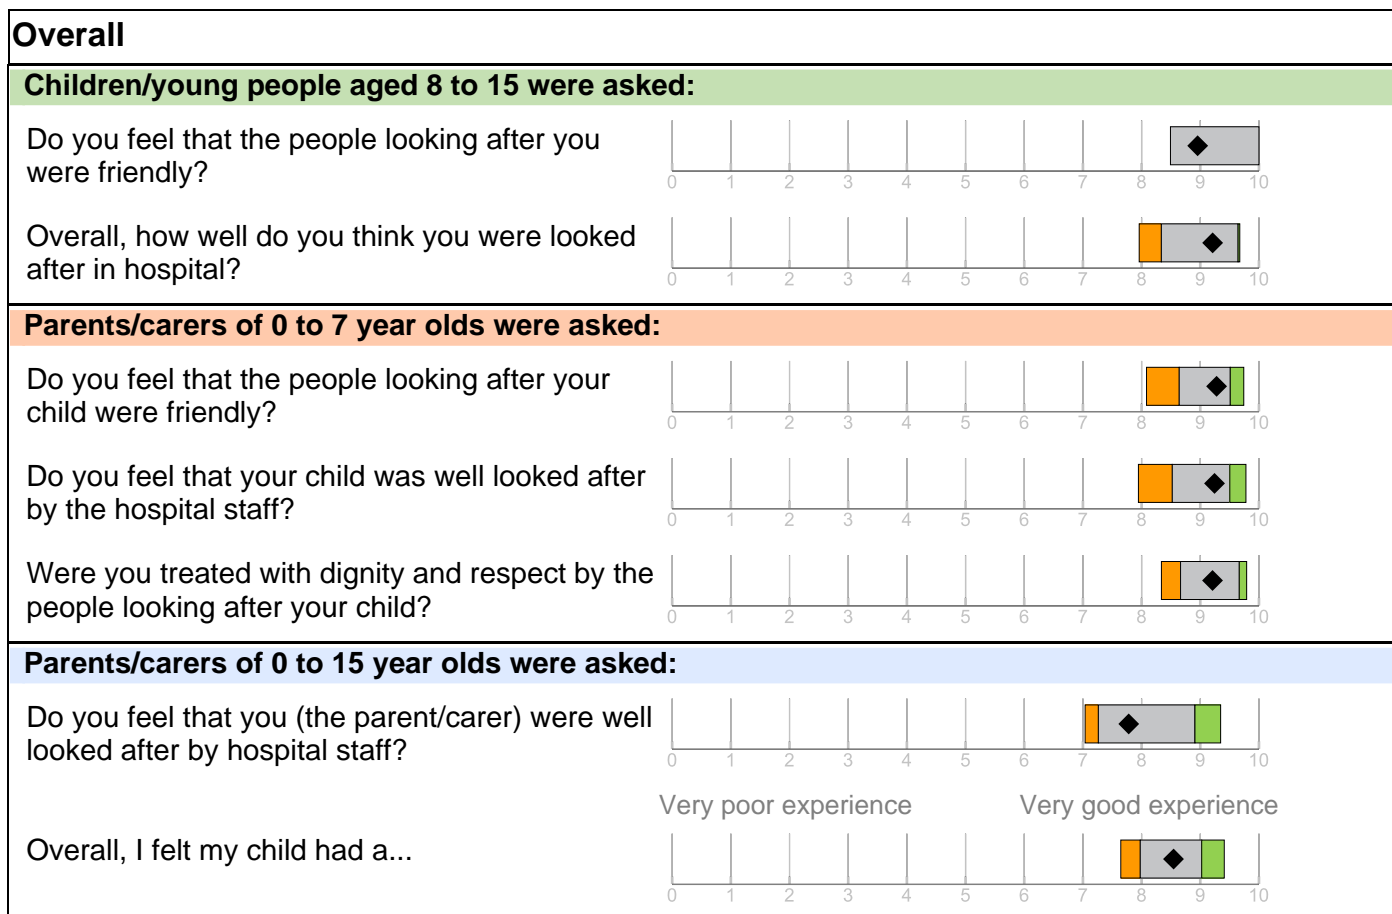 Overall
Children/young people aged 8 to 15 were asked:
Do you feel that the people looking after you
were friendly?
0 1 2 3 4 5 6 7 8 9 10
Overall, how well do you think you were looked
after in hospital?
0 1 2 3 4 5 6 7 8 9 10
Parents/carers of 0 to 7 year olds were asked:
Do you feel that the people looking after your
child were friendly?
0 1 2 3 4 5 6 7 8 9 10
Do you feel that your child was well looked after
by the hospital staff?
0 1 2 3 4 5 6 7 8 9 10
Were you treated with dignity and respect by the
people looking after your child?
0 1 2 3 4 5 6 7 8 9 10
Parents/carers of 0 to 15 year olds were asked:
Do you feel that you (the parent/carer) were well
looked after by hospital staff?
0 1 2 3 4 5 6 7 8 9 10
Very poor experience Very good experience
Overall, I felt my child had a...
0 1 2 3 4 5 6 7 8 9 10